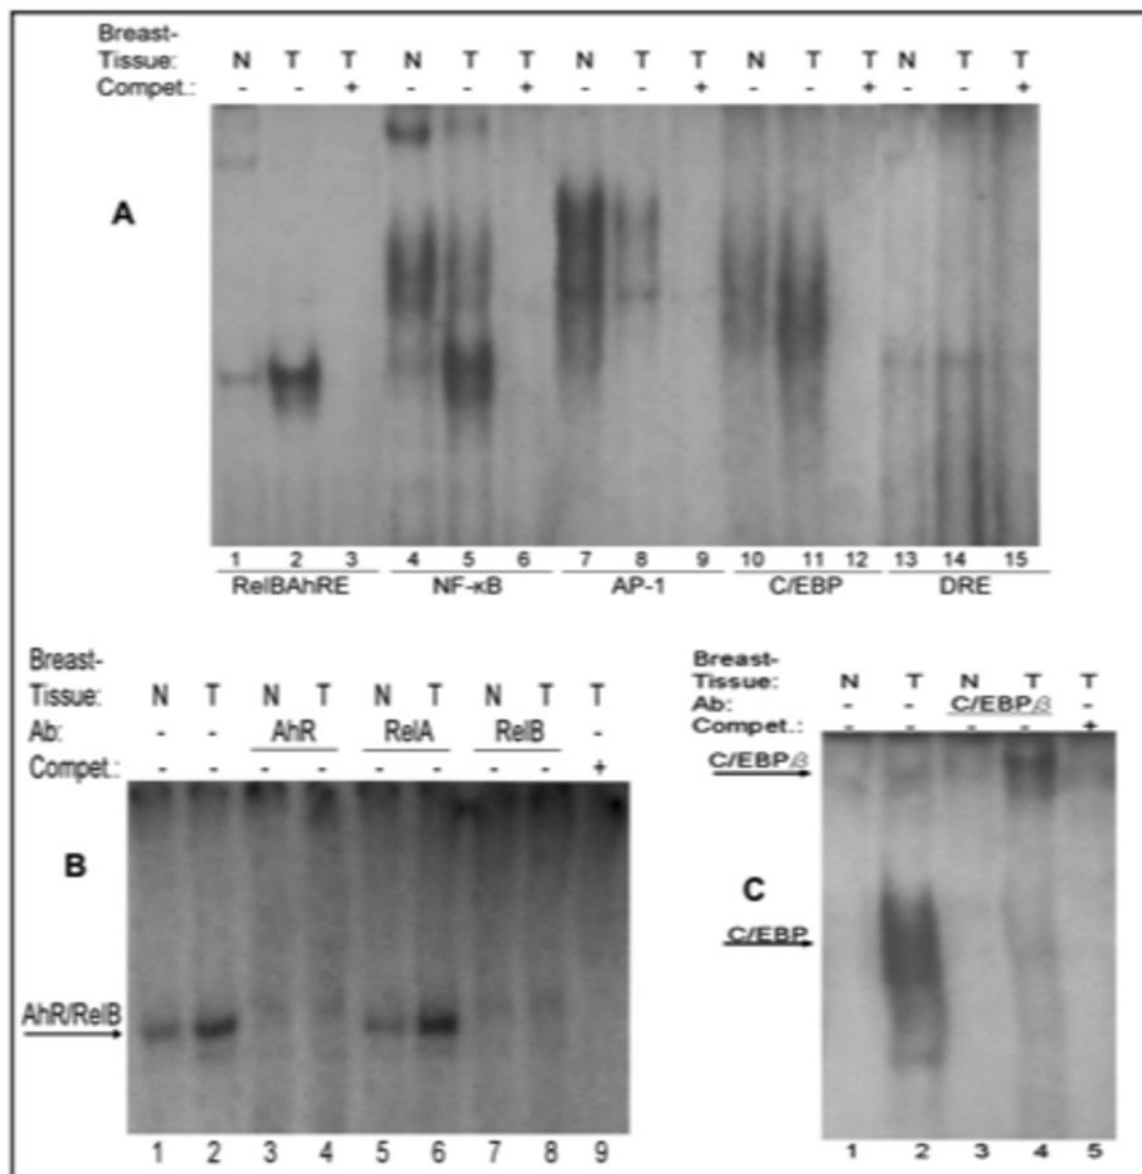 Breast-
Tissue: N T T N T T N T T N T T N T T
Compet.: - - + - - + - - + - - + - - +
A
1 2 3 4 5 6 7 8 9 10 11 12 13 14 15
RelBAhRE NF-κB AP-1 C/EBP DRE
Breast-
Tissue: N T N T N T N T T
Ab: - - AhR RelA RelB -
Compet.: - - - - - - - - +
B
AhR/RelB
1 2 3 4 5 6 7 8 9
Breast-
Tissue: N T N T T
Ab: - - C/EBPβ -
Compet.: - - - - +
C/EBPβ
C
C/EBP
1 2 3 4 5